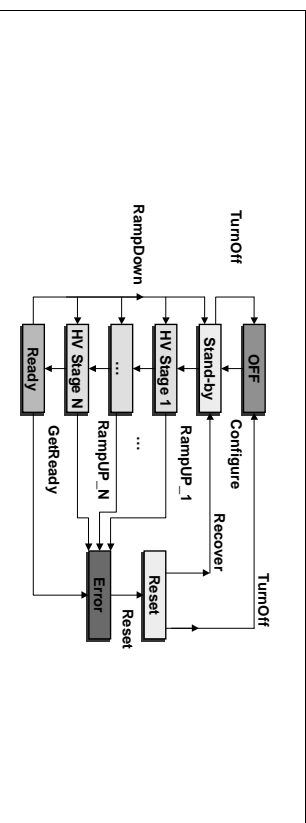 OFF
Configure
TurnOff
TurnOff
Stand-by
Recover
RampUP_1
HV Stage 1
Reset
...
...
Reset
RampDown
RampUP_N
HV Stage N
Error
GetReady
Ready